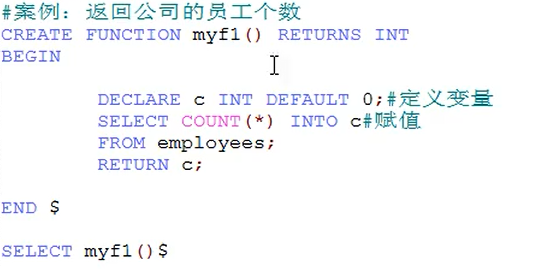 #案例：返回公司的员工个数
CREATE FUNCTION myf1() RETURNS INT
BEGIN
DECLARE c INT DEFAULT 0;#定义变量
SELECT COUNT(*) INTO c#赋值
FROM employees;
RETURN c;
END $
SELECT myf1()$